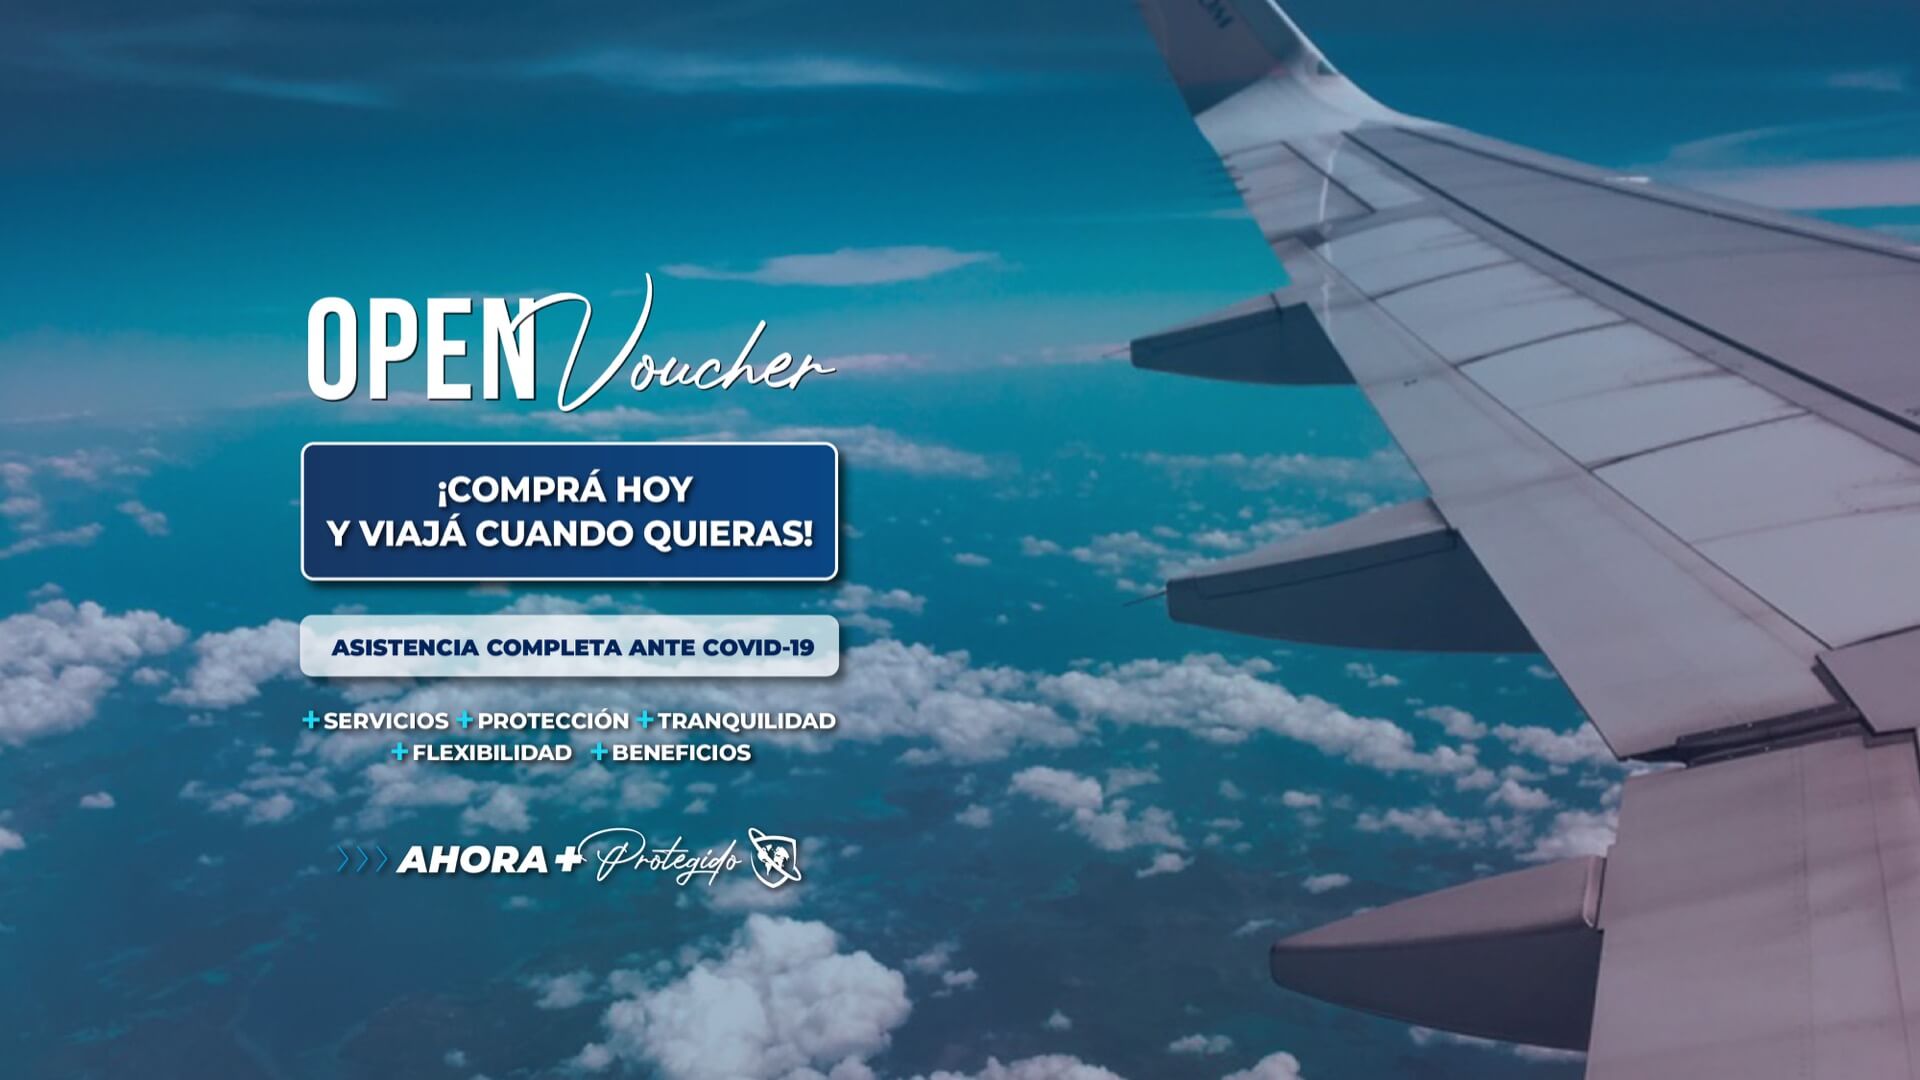 OPEN Voucher
¡COMPRÁ HOY
Y VIAJÁ CUANDO QUIERAS!
ASISTENCIA COMPLETA ANTE COVID-19
+SERVICIOS +PROTECCIÓN +TRANQUILIDAD
+FLEXIBILIDAD +BENEFICIOS
>>> AHORA + Protegido